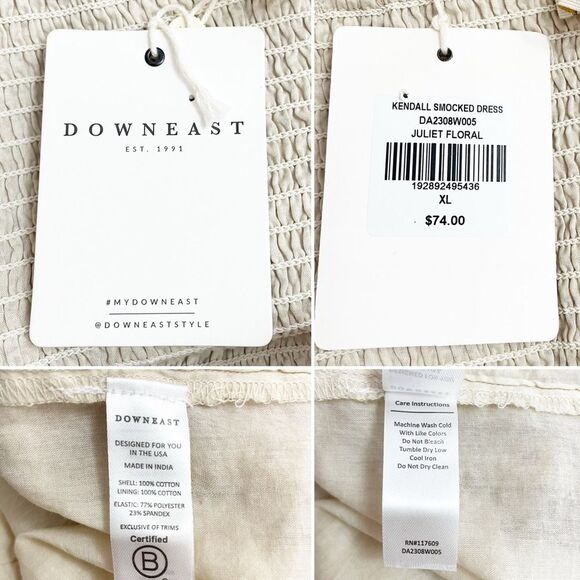 DOWNEAST
EST. 1991
#MYDOWNEAST
@DOWNEASTSTYLE
KENDALL SMOCKED DRESS
DA2308W005
JULIET FLORAL
192892495436
XL
$74.00
DOWNEAST
DESIGNED FOR YOU
IN THE USA
MADE IN INDIA
SHELL: 100% COTTON
LINING: 100% COTTON
ELASTIC: 77% POLYESTER
23% SPANDEX
EXCLUSIVE OF TRIMS
Certified
B
Care Instructions
Machine Wash Cold
With Like Colors
Do Not Bleach
Tumble Dry Low
Cool Iron
Do Not Dry Clean
RN#117609
DA2308W005